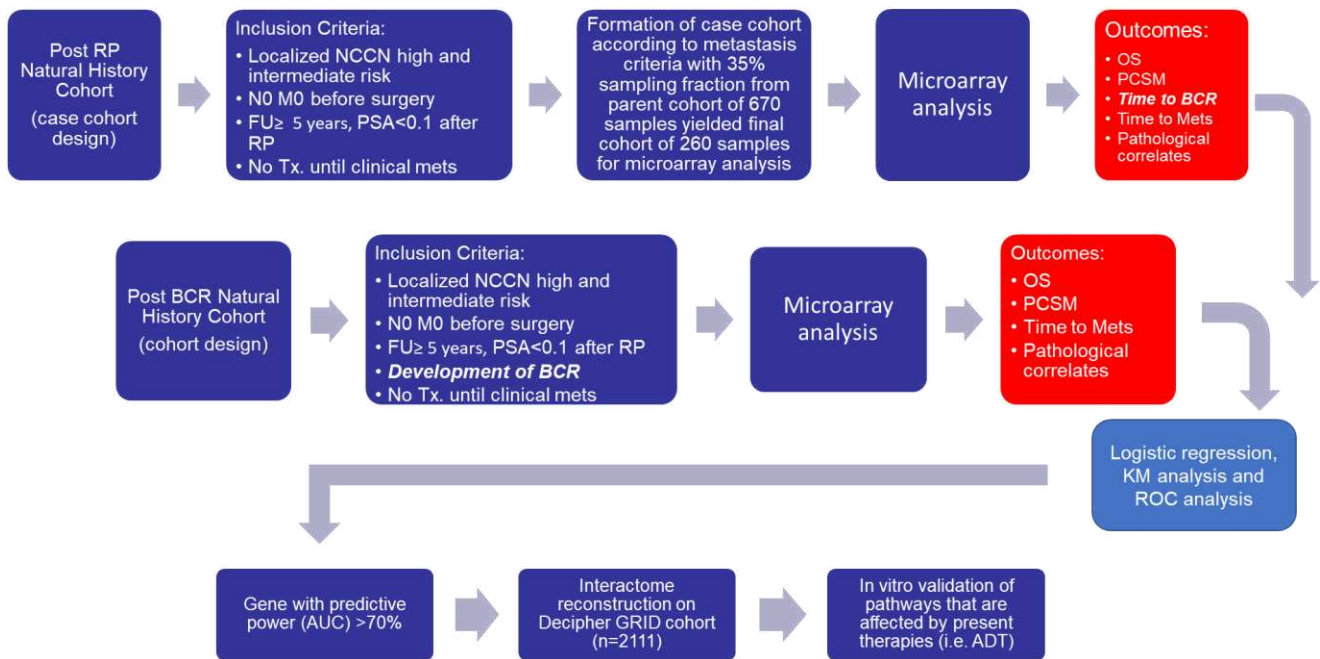 Post RP
Natural History
Cohort
(case cohort
design)
Inclusion Criteria:
• Localized NCCN high and
intermediate risk
• N0 M0 before surgery
• FU≥ 5 years, PSA<0.1 after
RP
• No Tx. until clinical mets
Formation of case cohort
according to metastasis
criteria with 35%
sampling fraction from
parent cohort of 670
samples yielded final
cohort of 260 samples
for microarray analysis
Microarray
analysis
Outcomes:
• OS
• PCSM
• Time to BCR
• Time to Mets
• Pathological
correlates
Post BCR Natural
History Cohort
(cohort design)
Inclusion Criteria:
• Localized NCCN high and
intermediate risk
• N0 M0 before surgery
• FU≥ 5 years, PSA<0.1 after RP
• Development of BCR
• No Tx. until clinical mets
Microarray
analysis
Outcomes:
• OS
• PCSM
• Time to Mets
• Pathological
correlates
Logistic regression,
KM analysis and
ROC analysis
Gene with predictive
power (AUC) >70%
Interactome
reconstruction on
Decipher GRID cohort
(n=2111)
In vitro validation of
pathways that are
affected by present
therapies (i.e. ADT)